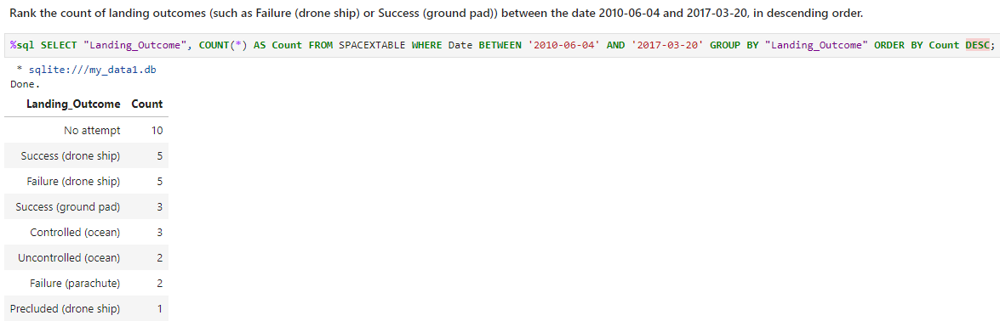 Rank the count of landing outcomes (such as Failure (drone ship) or Success (ground pad)) between the date 2010-06-04 and 2017-03-20, in descending order.
%sql SELECT "Landing_Outcome", COUNT(*) AS Count FROM SPACEXTABLE WHERE Date BETWEEN '2010-06-04' AND '2017-03-20' GROUP BY "Landing_Outcome" ORDER BY Count DESC;
* sqlite:///my_data1.db
Done.
Landing_Outcome Count
No attempt 10
Success (drone ship) 5
Failure (drone ship) 5
Success (ground pad) 3
Controlled (ocean) 3
Uncontrolled (ocean) 2
Failure (parachute) 2
Precluded (drone ship) 1